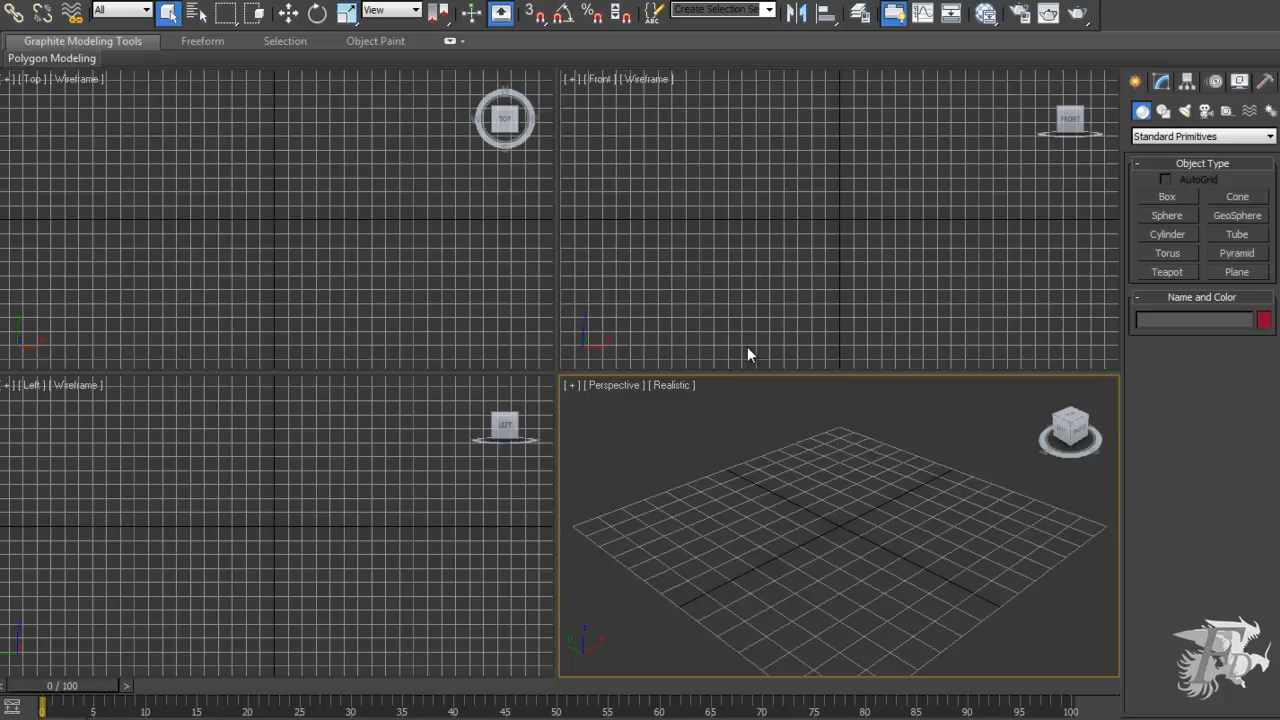 All
View
ABC
Create Selection Se
Graphite Modeling Tools
Freeform
Selection
Object Paint
Polygon Modeling
[ + ] [ Top ] [ Wireframe ]
TOP
[ + ] [ Front ] [ Wireframe ]
FRONT
Standard Primitives
- Object Type
AutoGrid
Box
Cone
Sphere
GeoSphere
Cylinder
Tube
Torus
Pyramid
Teapot
Plane
- Name and Color
+ ] [ Left ] [ Wireframe ]
LEFT
[ + ] [ Perspective ] [ Realistic ]
0 / 100
>
0 5 10 15 20 25 30 35 40 45 50 55 60 65 70 75 80 85 90 95 100